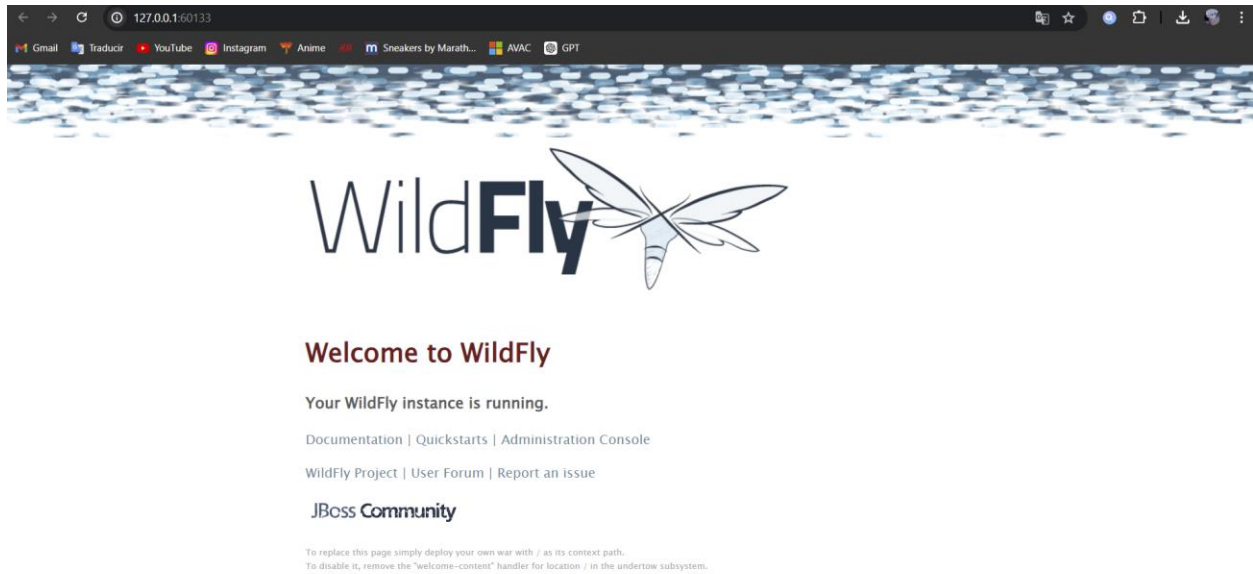 127.0.0.1:60133
Gmail Traducir YouTube Instagram Anime Sneakers by Marath... AVAC GPT
WildFly
Welcome to WildFly
Your WildFly instance is running.
Documentation | Quickstarts | Administration Console
WildFly Project | User Forum | Report an issue
JBoss Community
To replace this page simply deploy your own war with / as its context path.
To disable it, remove the "welcome-content" handler for location / in the undertow subsystem.